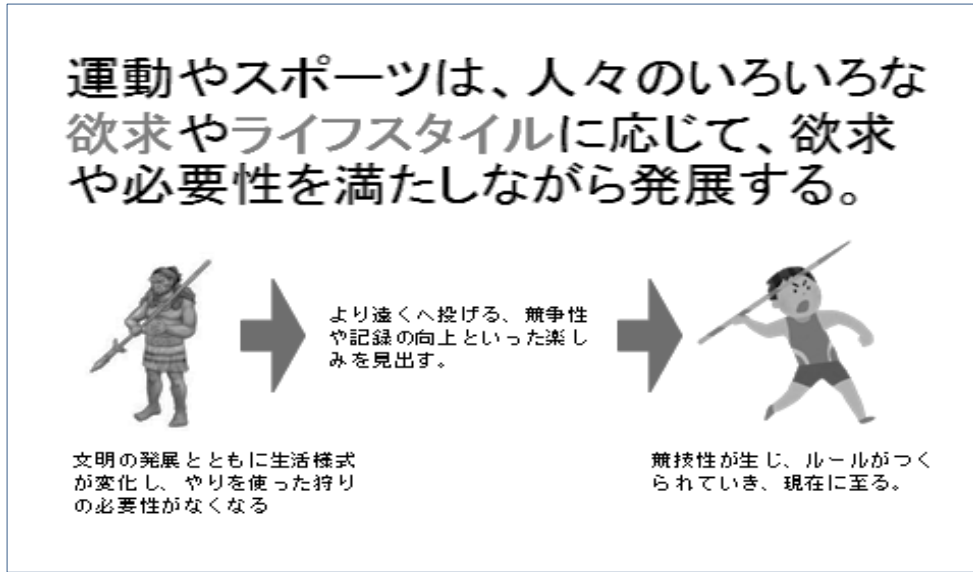 運動やスポーツは、人々のいろいろな
欲求やライフスタイルに応じて、欲求
や必要性を満たしながら発展する。
より遠くへ投げる、競争性
や記録の向上といった楽し
みを見出す。
文明の発展とともに生活様式
が変化し、やりを使った狩り
の必要性がなくなる
競技性が生じ、ルールがつく
られていき、現在に至る。